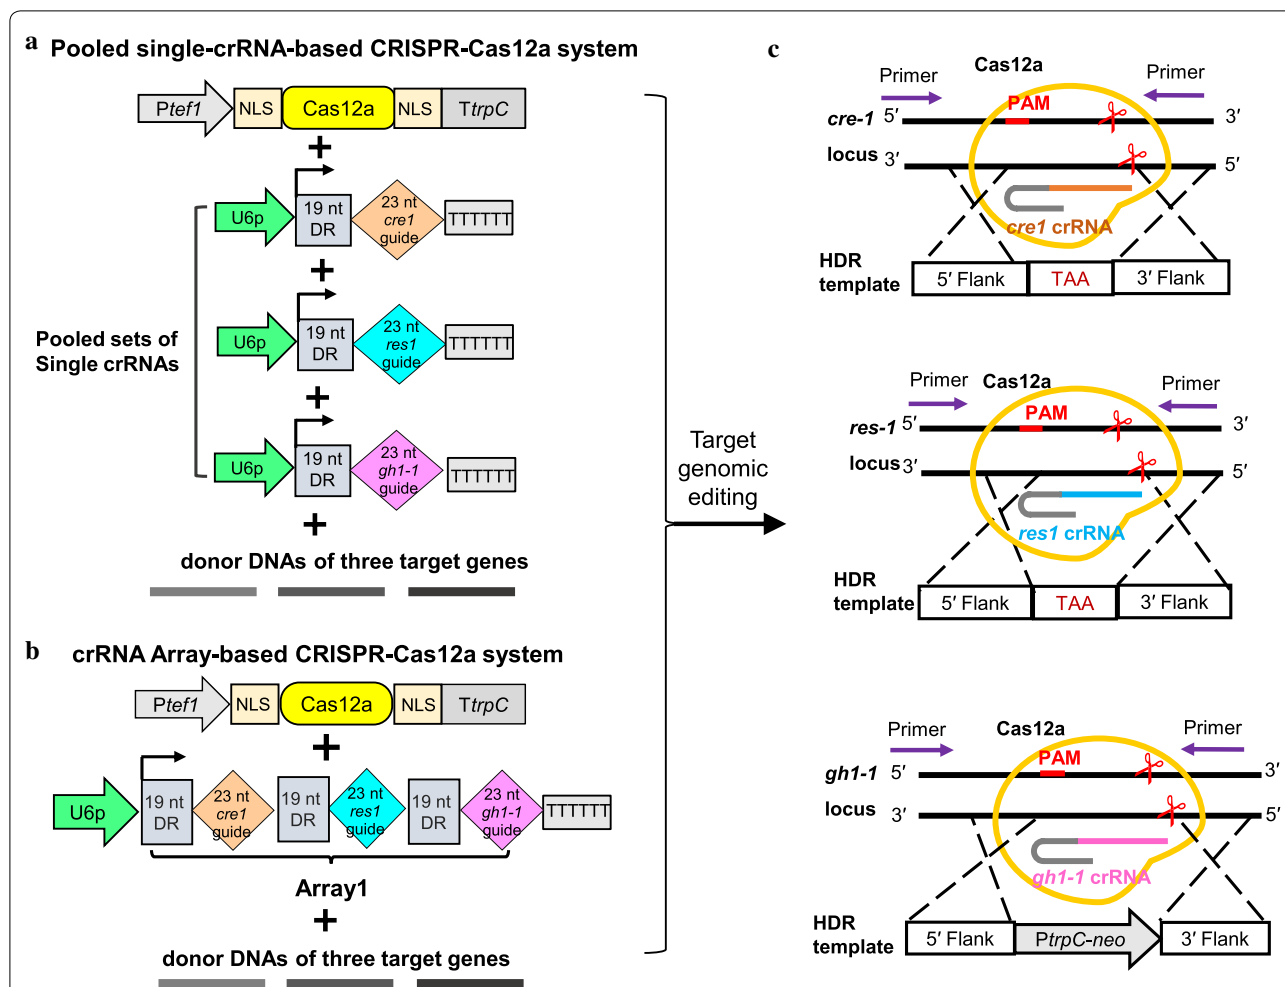 a Pooled single-crRNA-based CRISPR-Cas12a system
Ptef1 NLS Cas12a NLS TtrpC
+
U6p 19 nt DR 23 nt cre1 guide TTTTTT
+
U6p 19 nt DR 23 nt res1 guide TTTTTT
+
U6p 19 nt DR 23 nt gh1-1 guide TTTTTT
+
Pooled sets of
Single crRNAs
donor DNAs of three target genes
b crRNA Array-based CRISPR-Cas12a system
Ptef1 NLS Cas12a NLS TtrpC
+
U6p 19 nt DR 23 nt cre1 guide 19 nt DR 23 nt res1 guide 19 nt DR 23 nt gh1-1 guide TTTTTT
Array1
+
donor DNAs of three target genes
Target
genomic
editing
c
Cas12a
Primer Primer
PAM
cre-1 5′ 3′
locus 3′ 5′
cre1 crRNA
HDR
template
5′ Flank TAA 3′ Flank
Cas12a
Primer Primer
PAM
res-1 5′ 3′
locus 3′ 5′
res1 crRNA
HDR
template
5′ Flank TAA 3′ Flank
Cas12a
Primer Primer
PAM
gh1-1 5′ 3′
locus 3′ 5′
gh1-1 crRNA
HDR
template
5′ Flank PtrpC-neo 3′ Flank